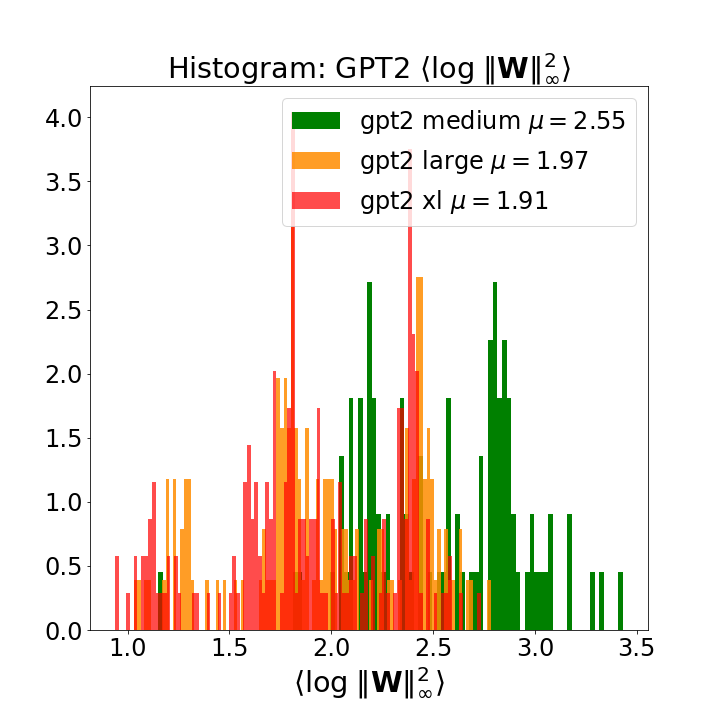 Histogram: GPT2 ⟨log ‖W‖²∞⟩
4.0
3.5
3.0
2.5
2.0
1.5
1.0
0.5
0.0
gpt2 medium μ = 2.55
gpt2 large μ = 1.97
gpt2 xl μ = 1.91
1.0 1.5 2.0 2.5 3.0 3.5
⟨log ‖W‖²∞⟩